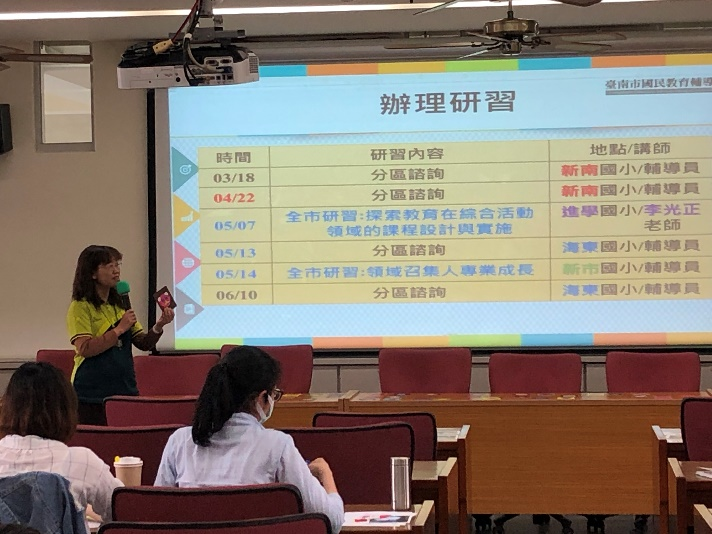 臺南市國民教育輔導
辦理研習
時間 研習內容 地點/講師
03/18 分區諮詢 新南國小/輔導員
04/22 分區諮詢 新南國小/輔導員
05/07 全市研習:探索教育在綜合活動 進學國小/李光正
領域的課程設計與實施 老師
05/13 分區諮詢 海東國小/輔導員
05/14 全市研習:領域召集人專業成長 新市國小/輔導員
06/10 分區諮詢 海東國小/輔導員